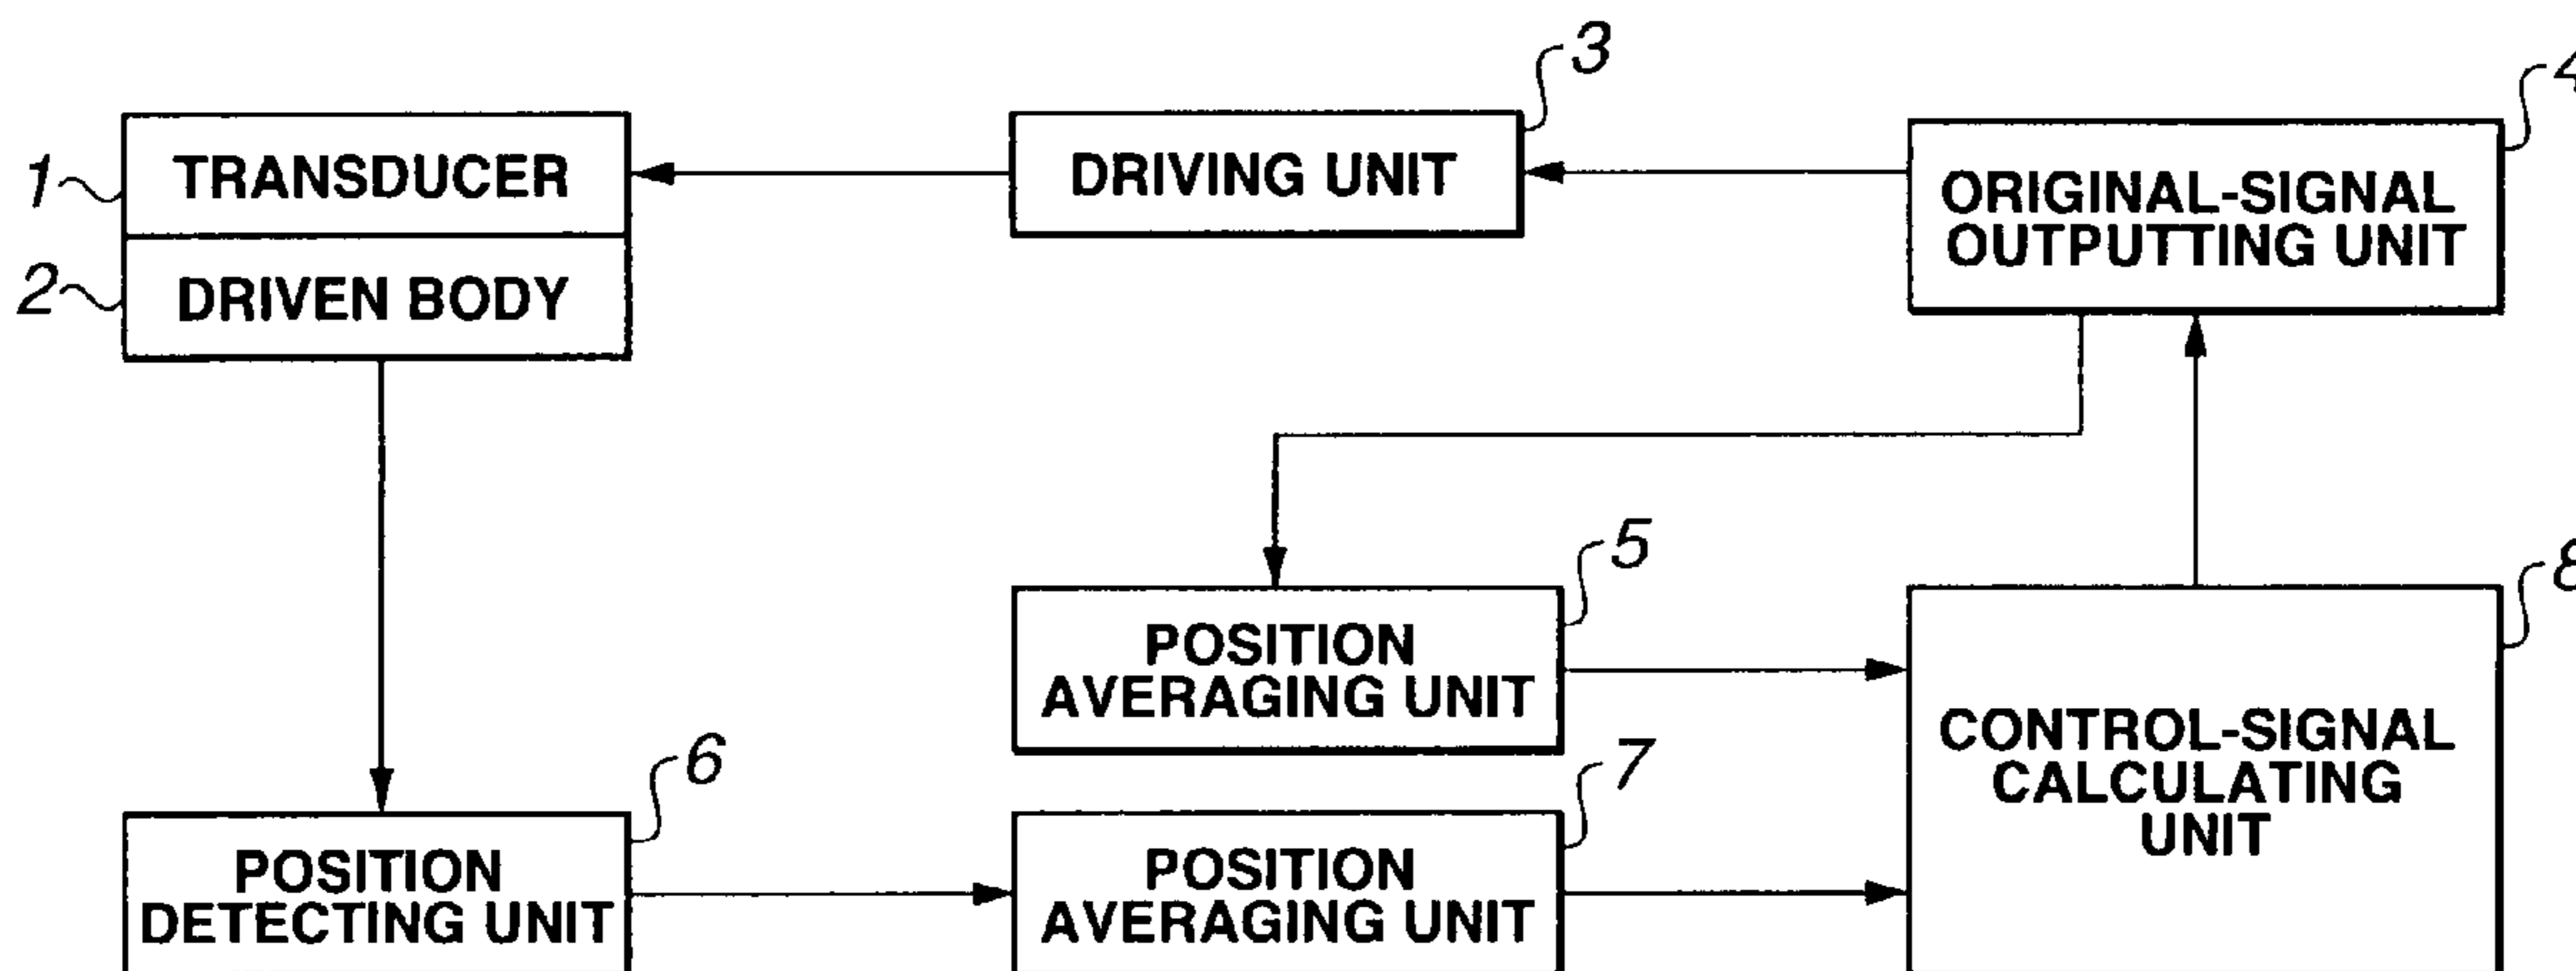 3
4
1
TRANSDUCER
DRIVING UNIT
ORIGINAL-SIGNAL
OUTPUTTING UNIT
2
DRIVEN BODY
5
8
POSITION
AVERAGING UNIT
6
7
CONTROL-SIGNAL
CALCULATING
UNIT
POSITION
DETECTING UNIT
POSITION
AVERAGING UNIT